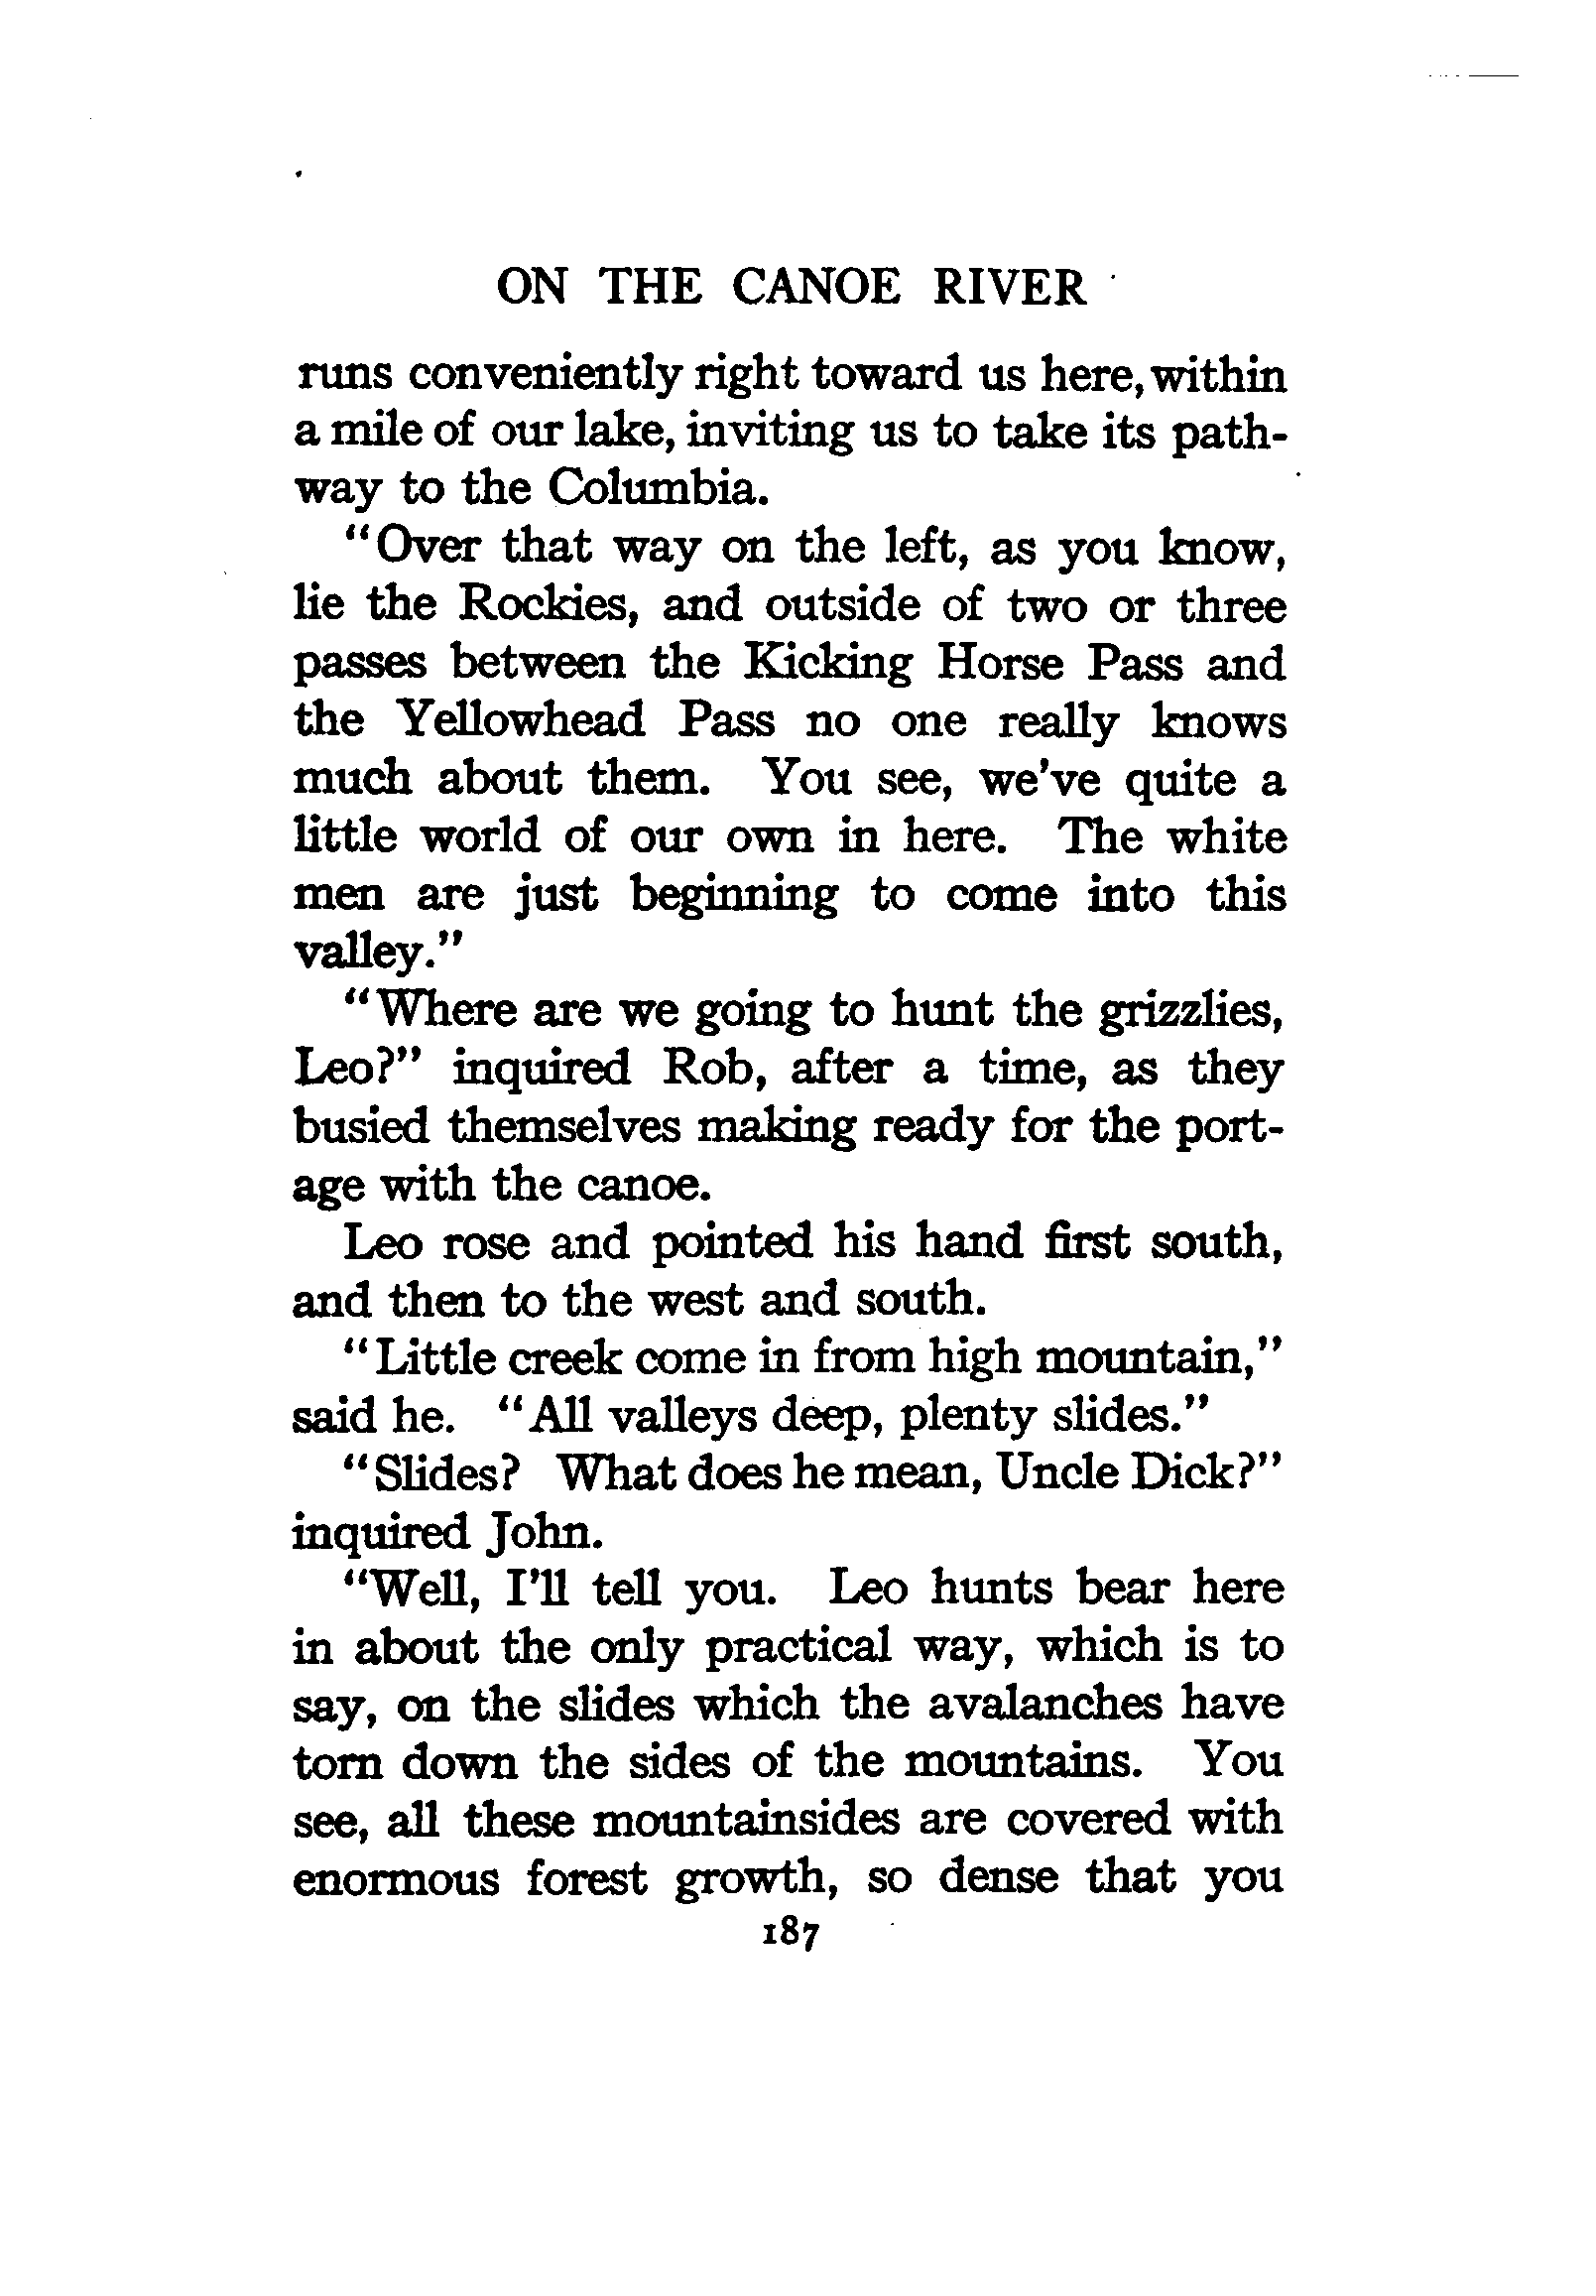 ON THE CANOE RIVER
runs conveniently right toward us here, within
a mile of our lake, inviting us to take its path-
way to the Columbia.
"Over that way on the left, as you know,
lie the Rockies, and outside of two or three
passes between the Kicking Horse Pass and
the Yellowhead Pass no one really knows
much about them. You see, we've quite a
little world of our own in here. The white
men are just beginning to come into this
valley."
"Where are we going to hunt the grizzlies,
Leo?" inquired Rob, after a time, as they
busied themselves making ready for the port-
age with the canoe.
Leo rose and pointed his hand first south,
and then to the west and south.
"Little creek come in from high mountain,"
said he. "All valleys deep, plenty slides."
"Slides? What does he mean, Uncle Dick?"
inquired John.
"Well, I'll tell you. Leo hunts bear here
in about the only practical way, which is to
say, on the slides which the avalanches have
torn down the sides of the mountains. You
see, all these mountainsides are covered with
enormous forest growth, so dense that you
187